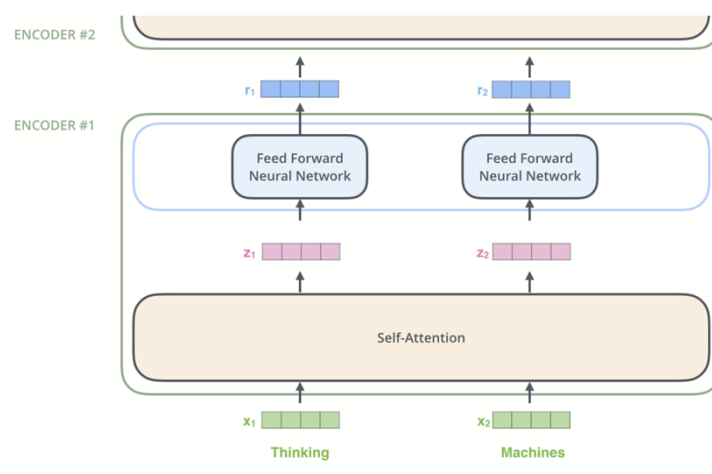 ENCODER #2
r₁
r₂
ENCODER #1
Feed Forward
Neural Network
Feed Forward
Neural Network
z₁
z₂
Self-Attention
x₁
x₂
Thinking
Machines